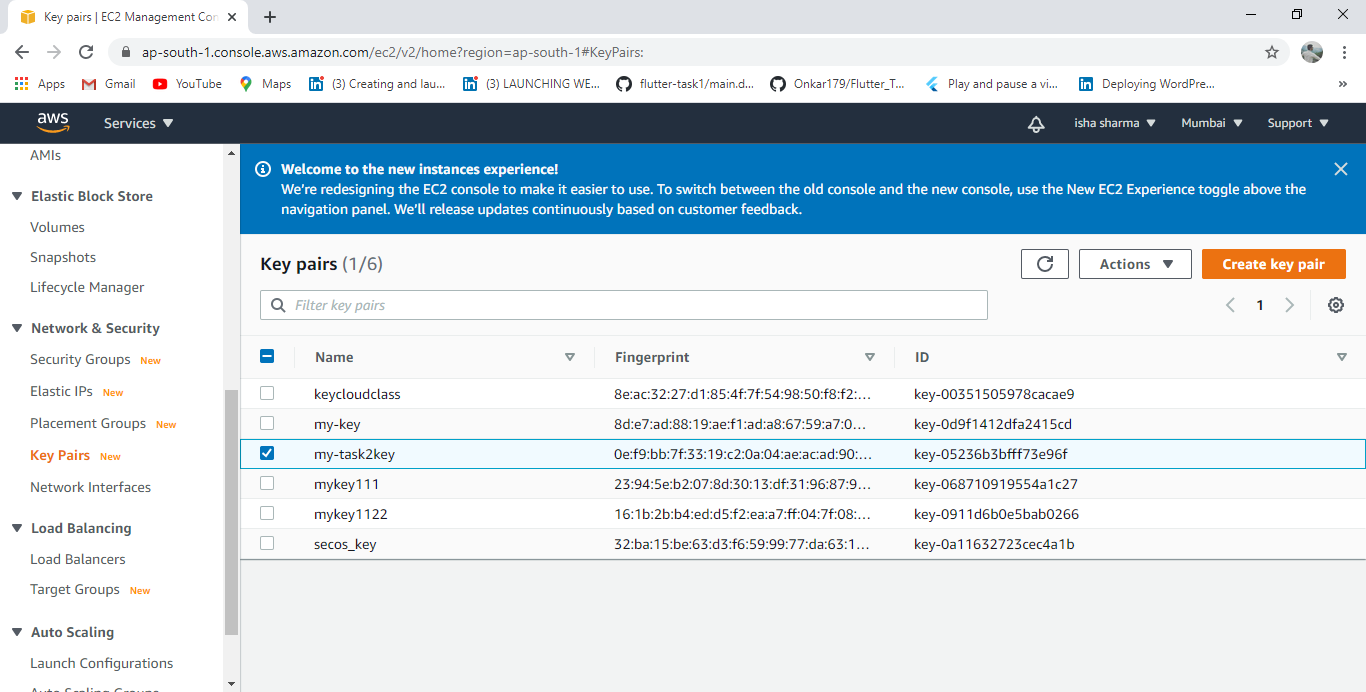 Key pairs | EC2 Management Con
ap-south-1.console.aws.amazon.com/ec2/v2/home?region=ap-south-1#KeyPairs:
Apps Gmail YouTube Maps (3) Creating and lau... (3) LAUNCHING WE... flutter-task1/main.d... Onkar179/Flutter_T... Play and pause a vi... Deploying WordPre... »
aws Services isha sharma Mumbai Support
AMIs
Elastic Block Store
Volumes
Snapshots
Lifecycle Manager
Network & Security
Security Groups New
Elastic IPs New
Placement Groups New
Key Pairs New
Network Interfaces
Load Balancing
Load Balancers
Target Groups New
Auto Scaling
Launch Configurations
Auto Scaling Groups
Welcome to the new instances experience!
We're redesigning the EC2 console to make it easier to use. To switch between the old console and the new console, use the New EC2 Experience toggle above the
navigation panel. We'll release updates continuously based on customer feedback.
Key pairs (1/6) Actions Create key pair
Filter key pairs 1
Name Fingerprint ID
keycloudclass 8e:ac:32:27:d1:85:4f:7f:54:98:50:f8:f2:... key-00351505978cacae9
my-key 8d:e7:ad:88:19:ae:f1:ad:a8:67:59:a7:0... key-0d9f1412dfa2415cd
my-task2key 0e:f9:bb:7f:33:19:c2:0a:04:ae:ac:ad:90:... key-05236b3bfff73e96f
mykey111 23:94:5e:b2:07:8d:30:13:df:31:96:87:9... key-068710919554a1c27
mykey1122 16:1b:2b:b4:ed:d5:f2:ea:a7:ff:04:7f:08:... key-0911d6b0e5bab0266
secos_key 32:ba:15:be:63:d3:f6:59:99:77:da:63:1... key-0a11632723cec4a1b